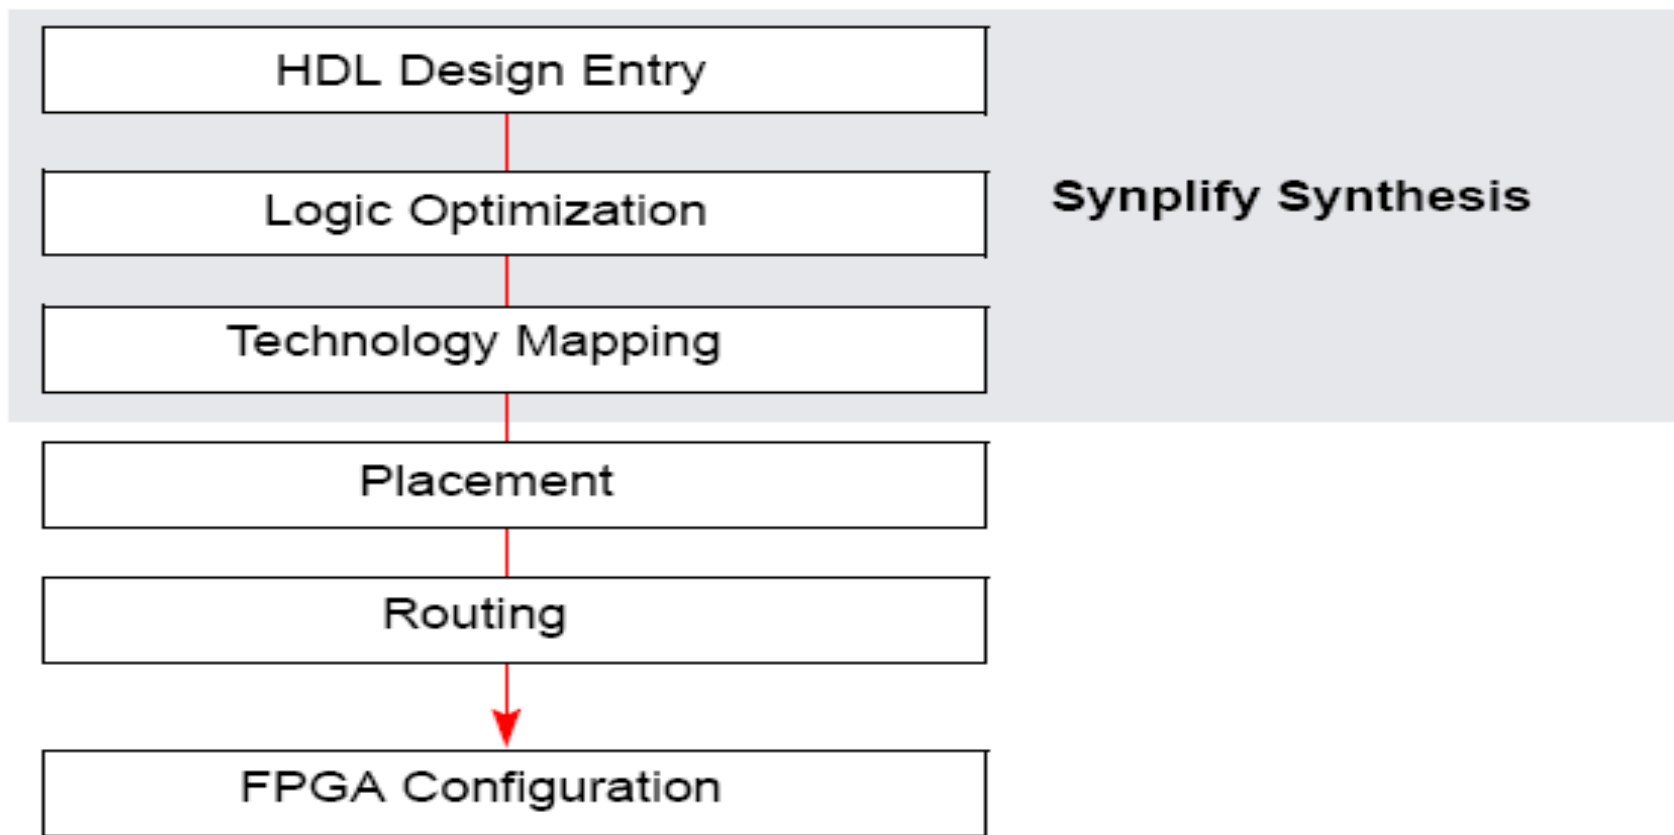 HDL Design Entry
Logic Optimization
Synplify Synthesis
Technology Mapping
Placement
Routing
FPGA Configuration